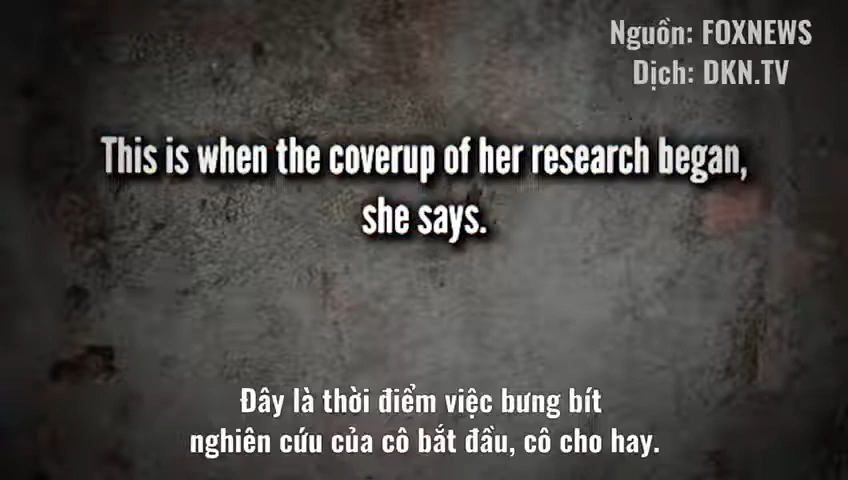 Nguồn: FOXNEWS
Dịch: DKN.TV
This is when the coverup of her research began,
she says.
Đây là thời điểm việc bưng bít
nghiên cứu của cô bắt đầu, cô cho hay.